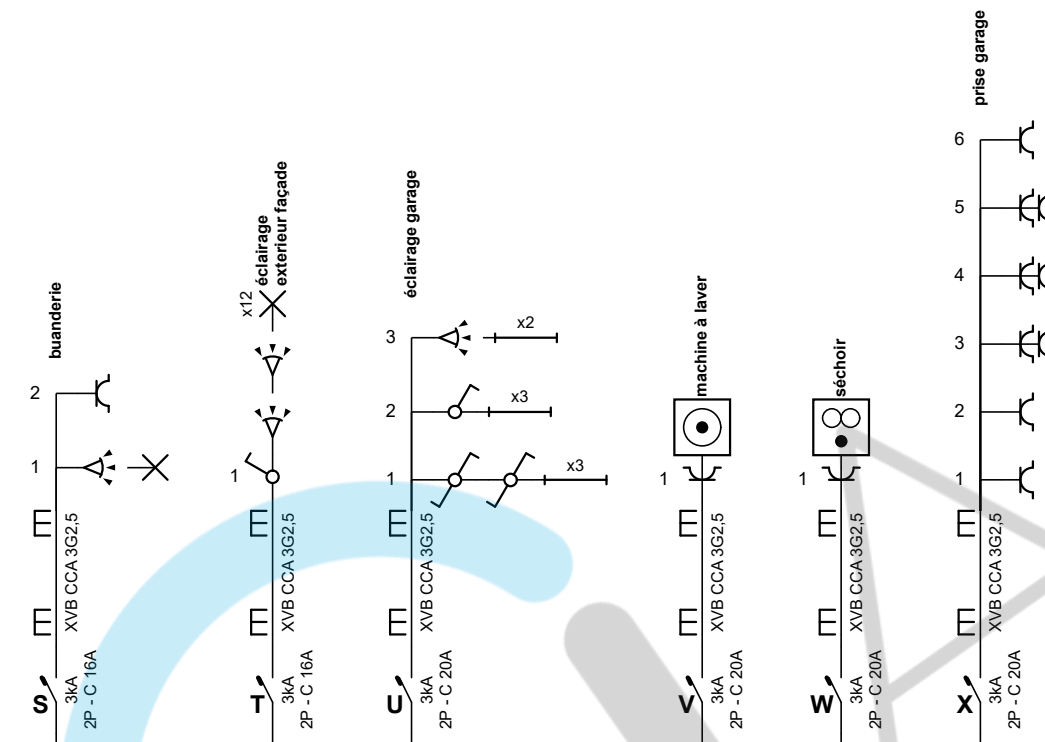 buanderie
2
1
XVB CCA 3G2,5
S
3kA
2P - C 16A
éclairage
exterieur façade
x12
1
XVB CCA 3G2,5
T
3kA
2P - C 16A
éclairage garage
3
x2
2
x3
1
x3
XVB CCA 3G2,5
U
3kA
2P - C 20A
machine à laver
1
XVB CCA 3G2,5
V
3kA
2P - C 20A
séchoir
1
XVB CCA 3G2,5
W
3kA
2P - C 20A
prise garage
6
5
4
3
2
1
XVB CCA 3G2,5
X
3kA
2P - C 20A